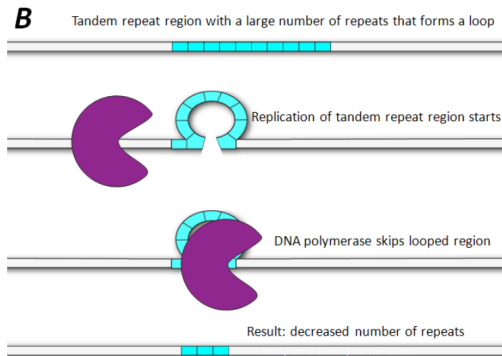 B
Tandem repeat region with a large number of repeats that forms a loop
Replication of tandem repeat region starts
DNA polymerase skips looped region
Result: decreased number of repeats